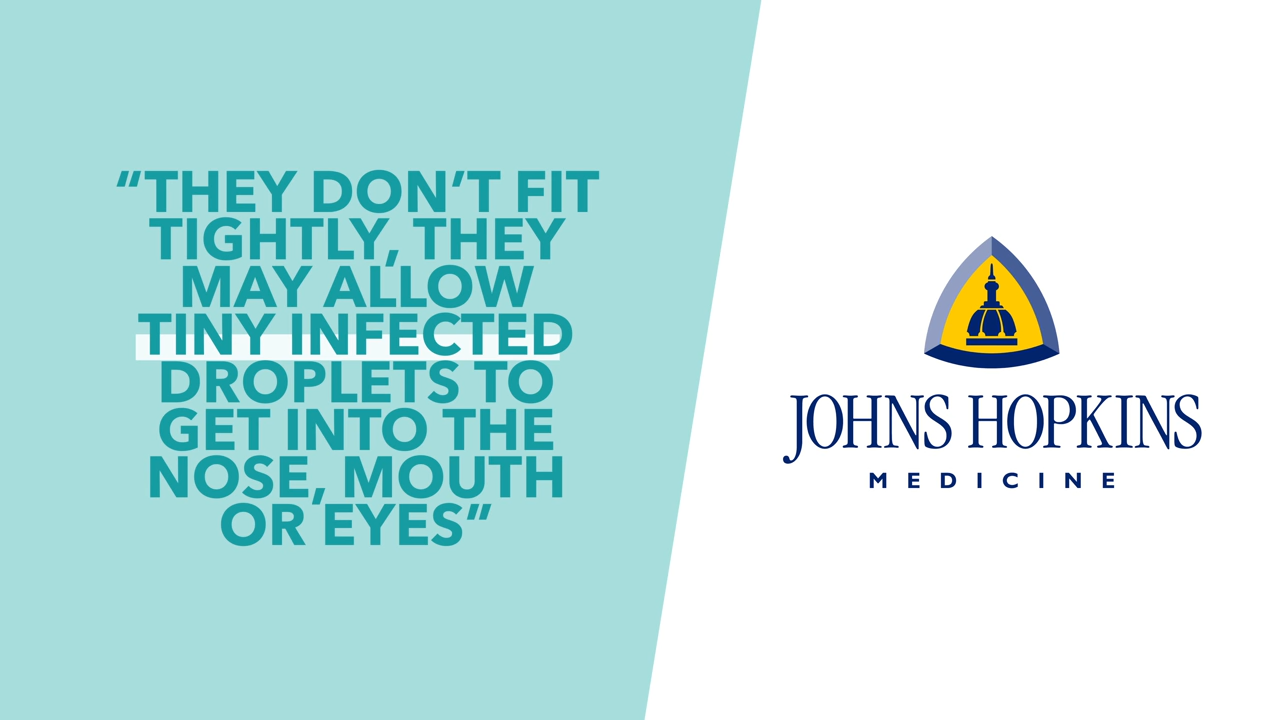 “THEY DON’T FIT
TIGHTLY, THEY
MAY ALLOW
TINY INFECTED
DROPLETS TO
GET INTO THE
NOSE, MOUTH
OR EYES”
JOHNS HOPKINS
MEDICINE